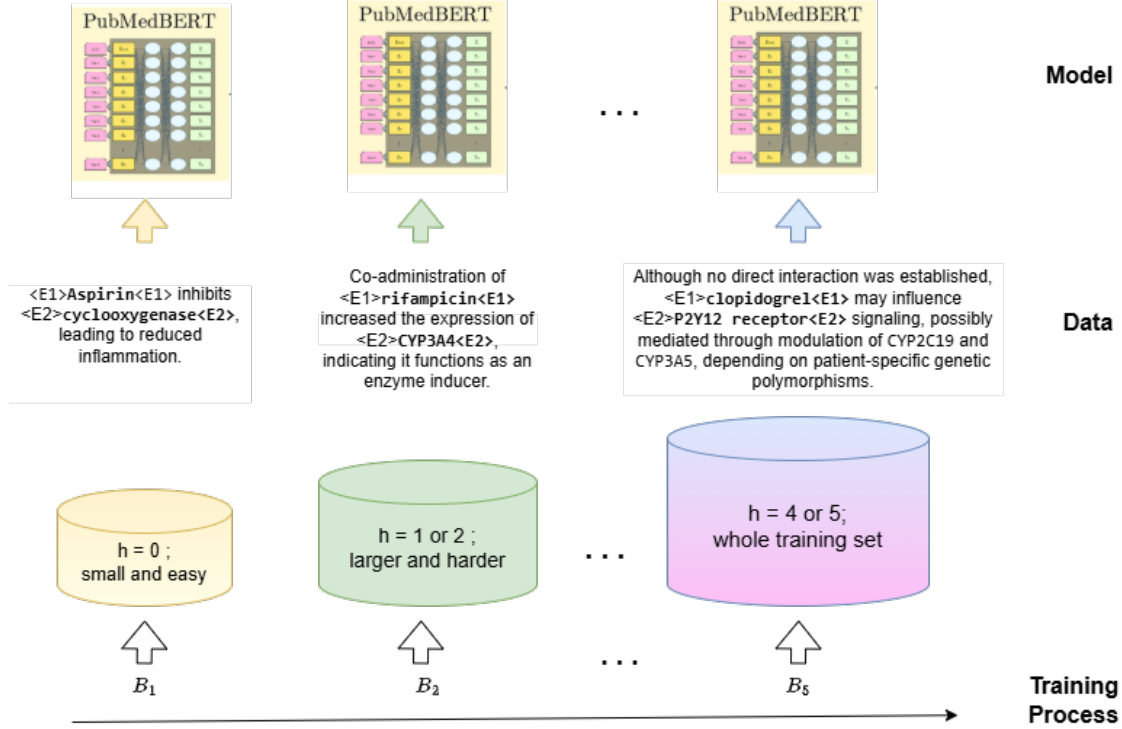 PubMedBERT
PubMedBERT
PubMedBERT
...
Model
<E1>Aspirin<E1> inhibits
<E2>cyclooxygenase<E2>,
leading to reduced
inflammation.
Co-administration of
<E1>rifampicin<E1>
increased the expression of
<E2>CYP3A4<E2>,
indicating it functions as an
enzyme inducer.
Although no direct interaction was established,
<E1>clopidogrel<E1> may influence
<E2>P2Y12 receptor<E2> signaling, possibly
mediated through modulation of CYP2C19 and
CYP3A5, depending on patient-specific genetic
polymorphisms.
Data
h = 0 ;
small and easy
h = 1 or 2 ;
larger and harder
...
h = 4 or 5;
whole training set
B1
B2
...
B5
Training
Process